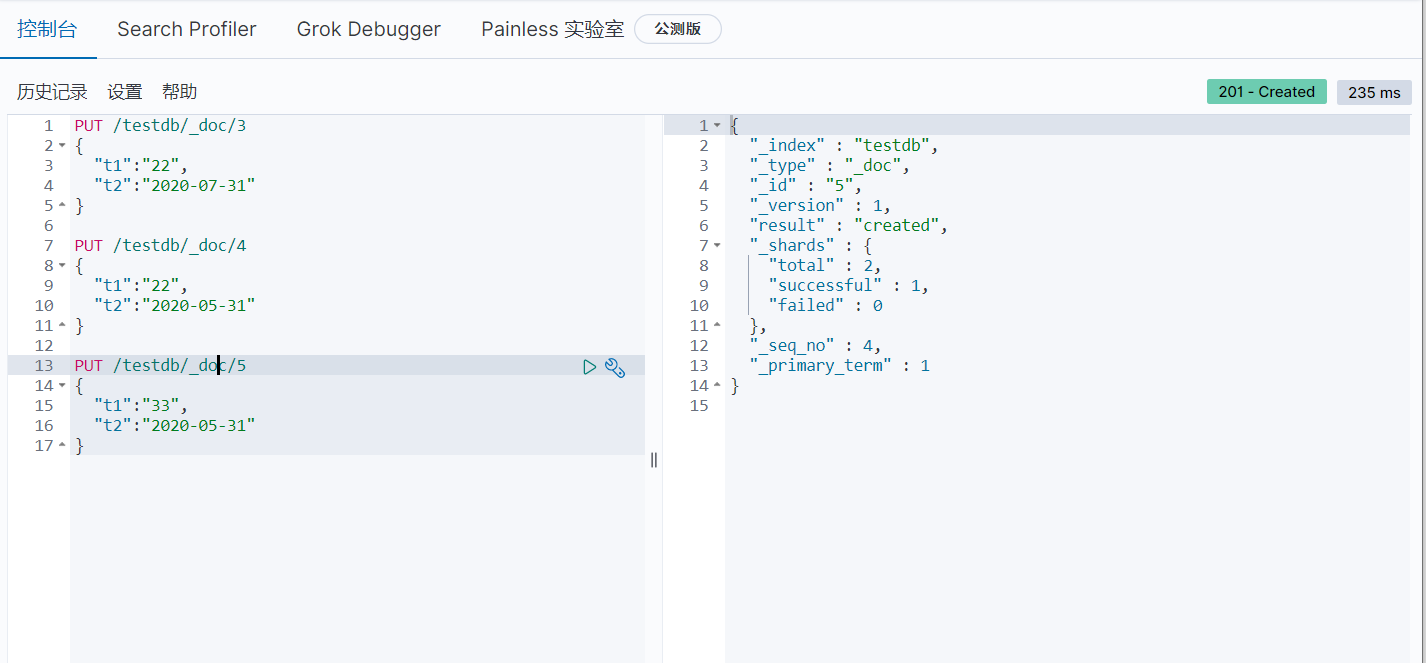 控制台 Search Profiler Grok Debugger Painless 实验室 公测版
历史记录 设置 帮助 201 - Created 235 ms
1 PUT /testdb/_doc/3
2 {
3 "t1":"22",
4 "t2":"2020-07-31"
5 }
6
7 PUT /testdb/_doc/4
8 {
9 "t1":"22",
10 "t2":"2020-05-31"
11 }
12
13 PUT /testdb/_doc/5
14 {
15 "t1":"33",
16 "t2":"2020-05-31"
17 }
1 {
2 "_index" : "testdb",
3 "_type" : "_doc",
4 "_id" : "5",
5 "_version" : 1,
6 "result" : "created",
7 "_shards" : {
8 "total" : 2,
9 "successful" : 1,
10 "failed" : 0
11 },
12 "_seq_no" : 4,
13 "_primary_term" : 1
14 }
15